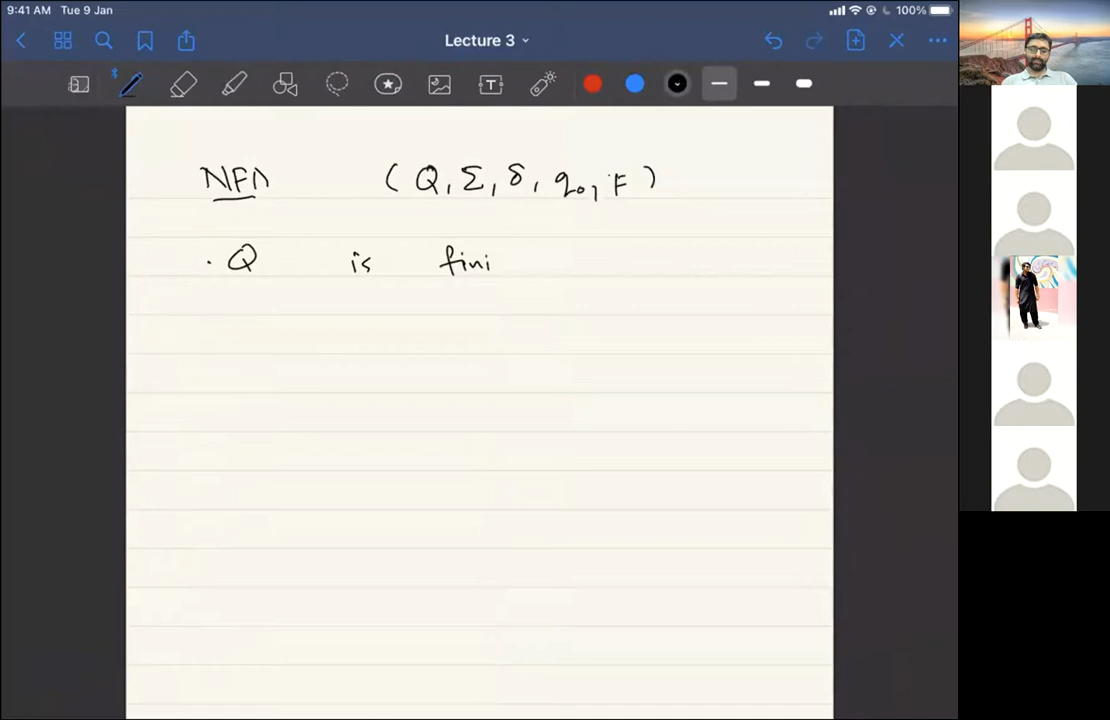 9:41 AM Tue 9 Jan
100%
Lecture 3
T
NFA (Q, Σ, δ, q₀, F)
· Q is fini